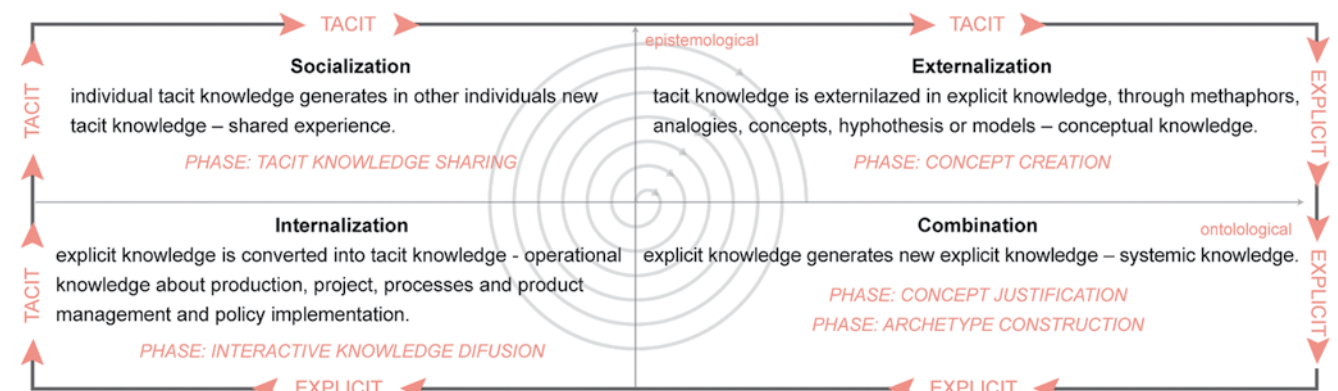 TACIT
TACIT
epistemological
Socialization
individual tacit knowledge generates in other individuals new
tacit knowledge – shared experience.
PHASE: TACIT KNOWLEDGE SHARING
TACIT
Externalization
tacit knowledge is externilazed in explicit knowledge, through methaphors,
analogies, concepts, hyphothesis or models – conceptual knowledge.
PHASE: CONCEPT CREATION
EXPLICIT
Internalization
explicit knowledge is converted into tacit knowledge - operational
knowledge about production, project, processes and product
management and policy implementation.
PHASE: INTERACTIVE KNOWLEDGE DIFUSION
TACIT
Combination
ontolological
explicit knowledge generates new explicit knowledge – systemic knowledge.
PHASE: CONCEPT JUSTIFICATION
PHASE: ARCHETYPE CONSTRUCTION
EXPLICIT
EXPLICIT
EXPLICIT